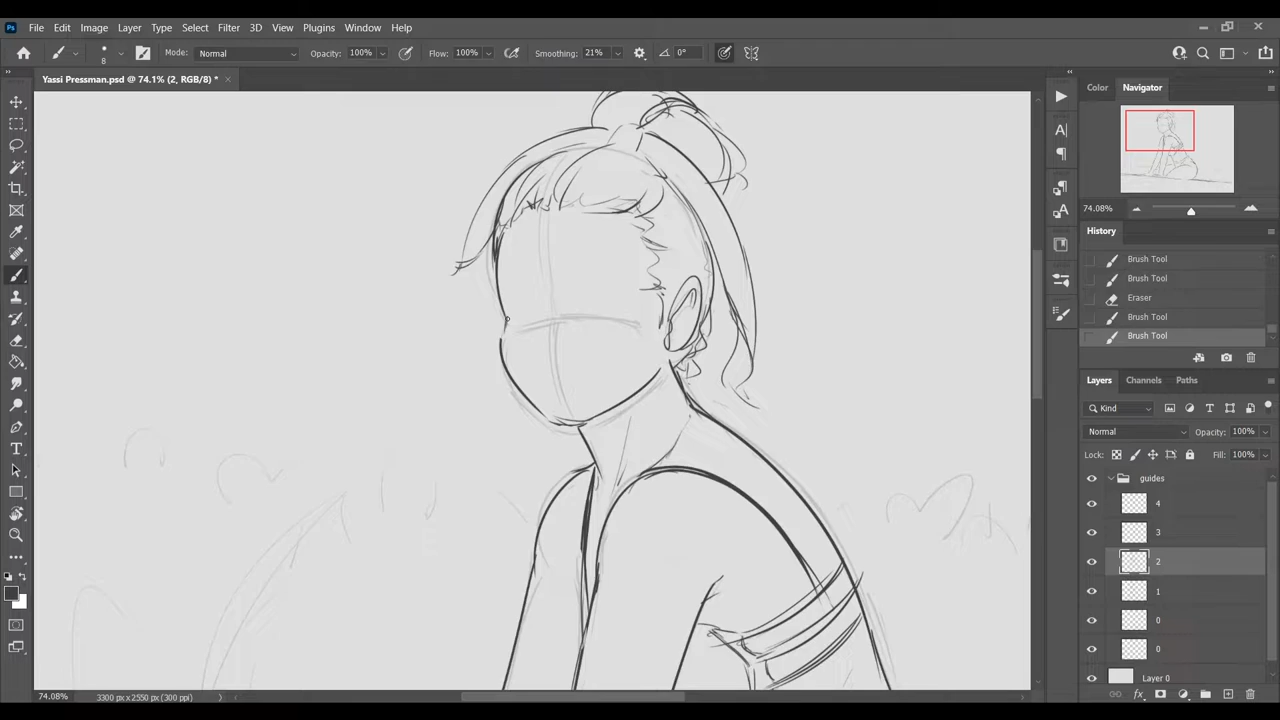 Ps File Edit Image Layer Type Select Filter 3D View Plugins Window Help
8 Mode: Normal Opacity: 100% Flow: 100% Smoothing: 21% 0°
Yassi Pressman.psd @ 74.1% (2, RGB/8) *
Color Navigator
74.08%
History
Brush Tool
Brush Tool
Eraser
Brush Tool
Brush Tool
Layers Channels Paths
Kind
Normal Opacity: 100%
Lock: Fill: 100%
guides
4
3
2
1
0
0
Layer 0
74.08% 3300 px x 2550 px (300 ppi)